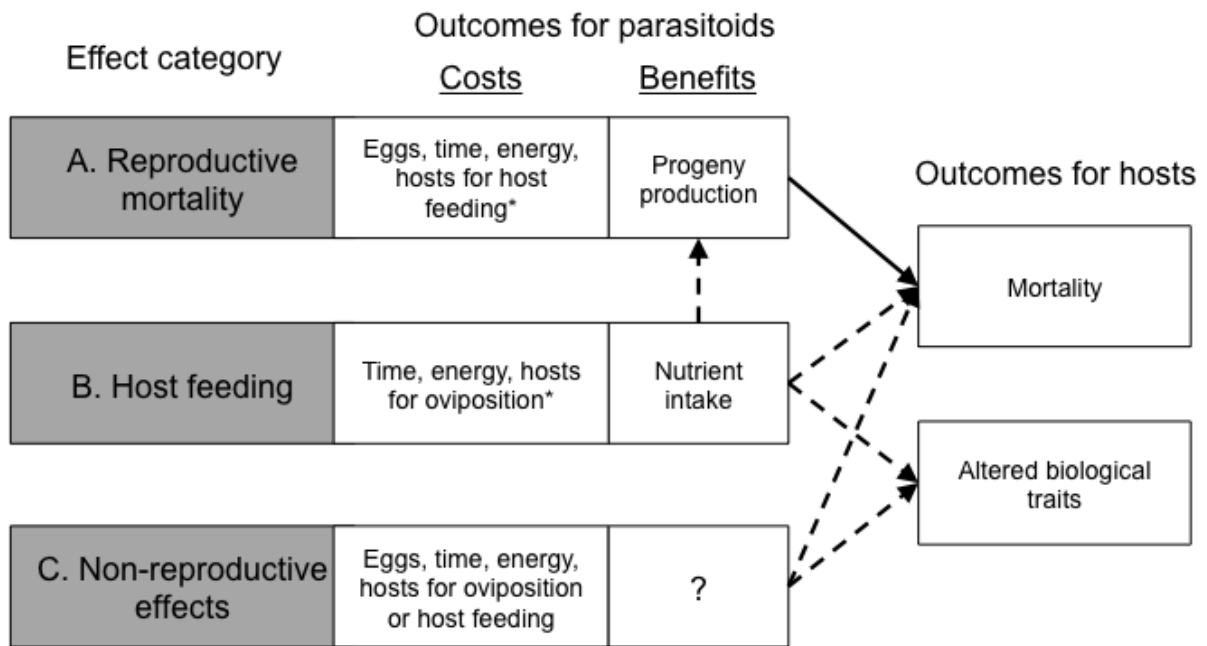 Outcomes for parasitoids
Effect category
Costs
Benefits
A. Reproductive
mortality
Eggs, time, energy,
hosts for host
feeding*
Progeny
production
Outcomes for hosts
Mortality
B. Host feeding
Time, energy, hosts
for oviposition*
Nutrient
intake
Altered biological
traits
C. Non-reproductive
effects
Eggs, time, energy,
hosts for oviposition
or host feeding
?